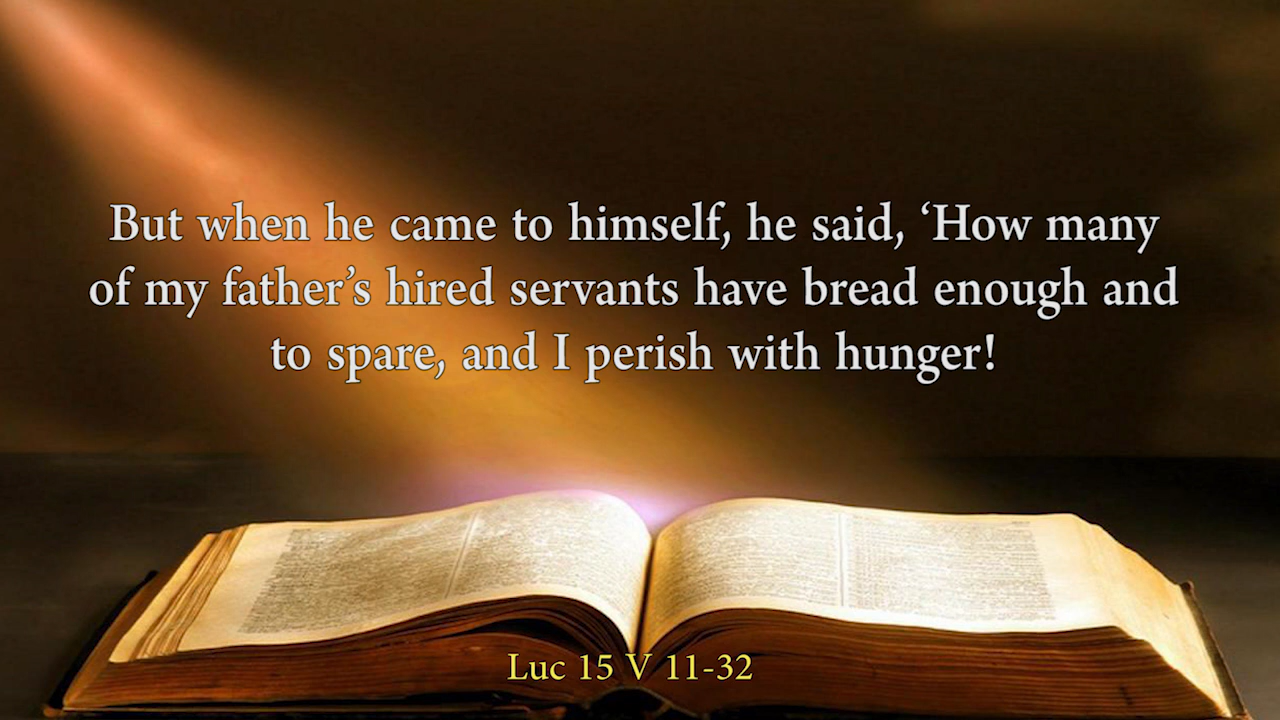 But when he came to himself, he said, ‘How many
of my father’s hired servants have bread enough and
to spare, and I perish with hunger!
Luc 15 V 11-32